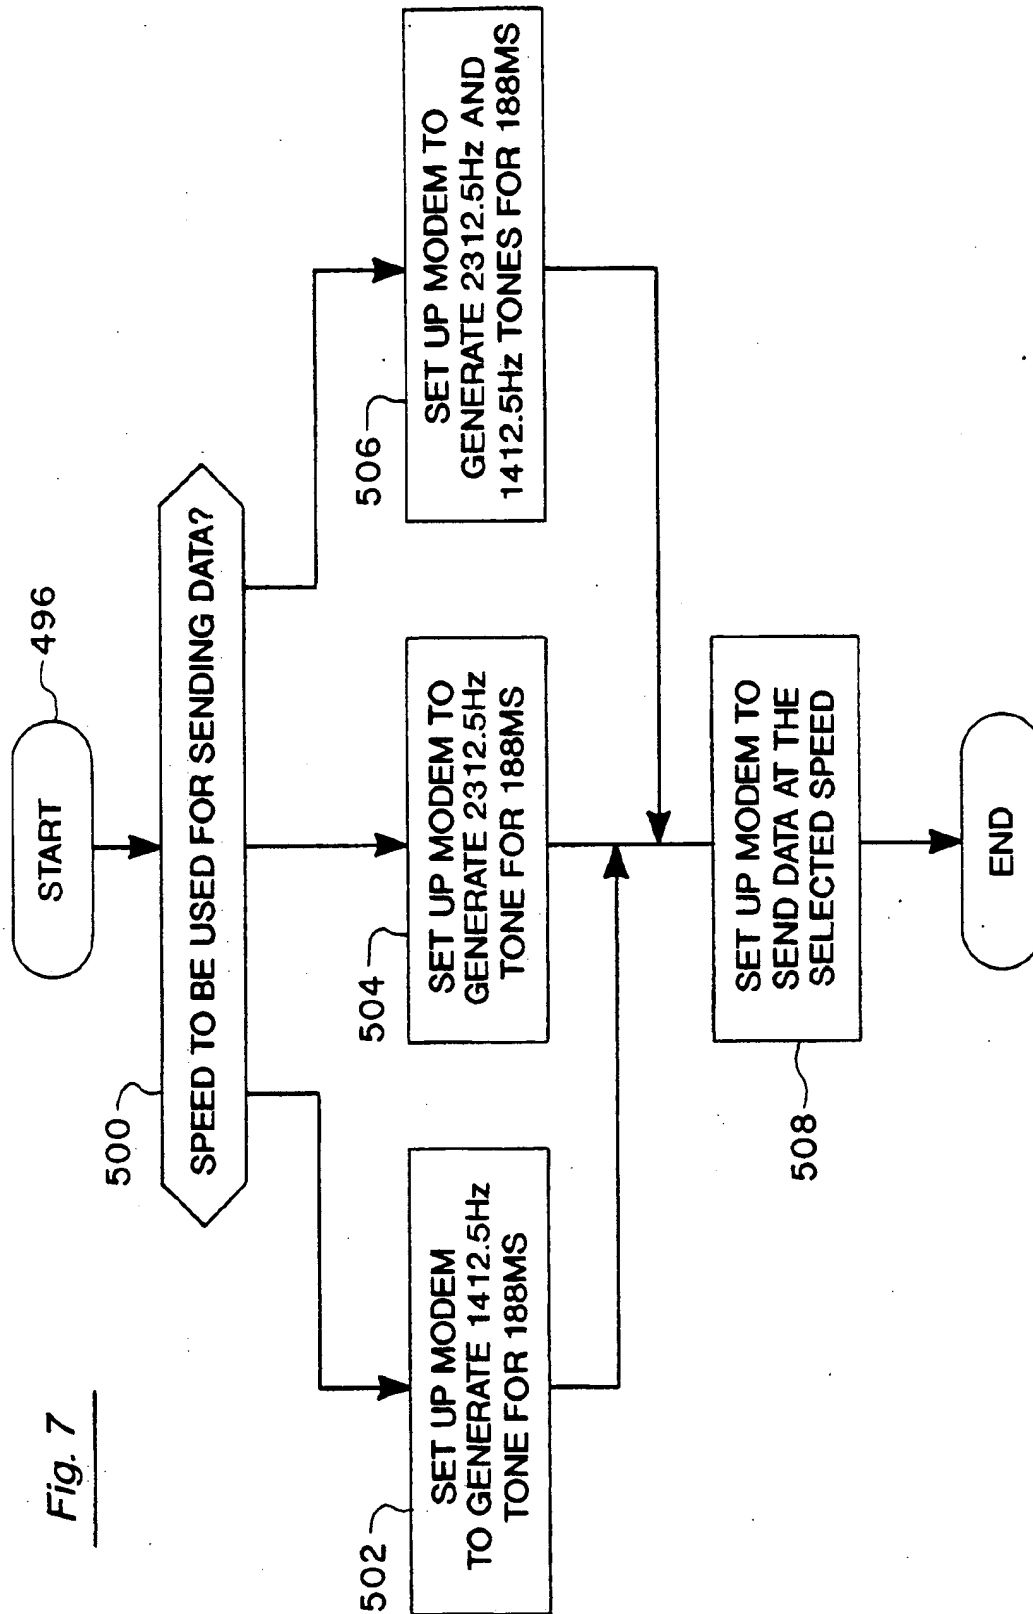 Fig. 7
START
496
500
SPEED TO BE USED FOR SENDING DATA?
502
SET UP MODEM
TO GENERATE 1412.5Hz
TONE FOR 188MS
504
SET UP MODEM TO
GENERATE 2312.5Hz
TONE FOR 188MS
506
SET UP MODEM TO
GENERATE 2312.5Hz AND
1412.5Hz TONES FOR 188MS
508
SET UP MODEM TO
SEND DATA AT THE
SELECTED SPEED
END